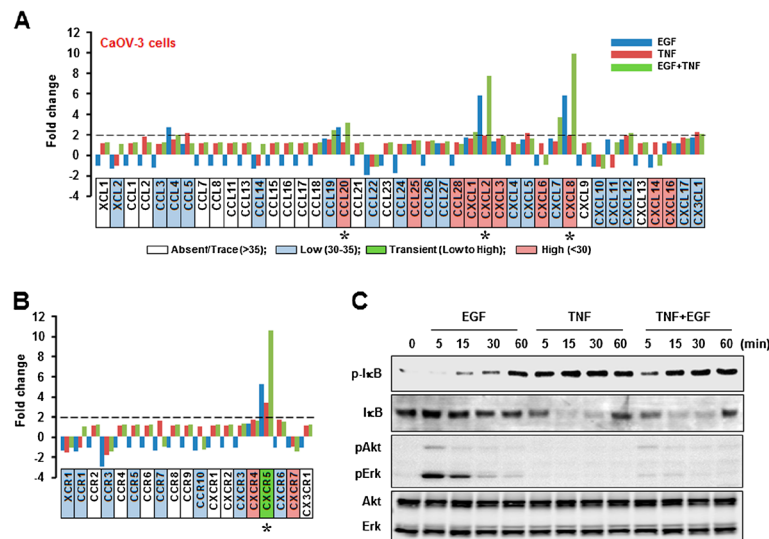 A
CaOV-3 cells
EGF
TNF
EGF+TNF
Fold change
12
10
8
6
4
2
0
-2
-4
XCL1 XCL2 CCL1 CCL2 CCL3 CCL4 CCL5 CCL7 CCL8 CCL11 CCL13 CCL14 CCL15 CCL16 CCL17 CCL18 CCL19 CCL20 CCL21 CCL22 CCL23 CCL24 CCL25 CCL26 CCL27 CCL28 CXCL1 CXCL2 CXCL3 CXCL4 CXCL5 CXCL6 CXCL7 CXCL8 CXCL9 CXCL10 CXCL11 CXCL12 CXCL13 CXCL14 CXCL16 CXCL17 CX3CL1
* * *
Absent/Trace (>35); Low (30-35); Transient (Low to High); High (<30)
B
Fold change
12
10
8
6
4
2
0
-2
-4
XCR1 CCR1 CCR2 CCR3 CCR4 CCR5 CCR6 CCR7 CCR8 CCR9 CCR10 CXCR1 CXCR2 CXCR3 CXCR4 CXCR5 CXCR6 CXCR7 CX3CR1
*
C
EGF TNF TNF+EGF
0 5 15 30 60 5 15 30 60 5 15 30 60 (min)
p-IκB
IκB
pAkt
pErk
Akt
Erk